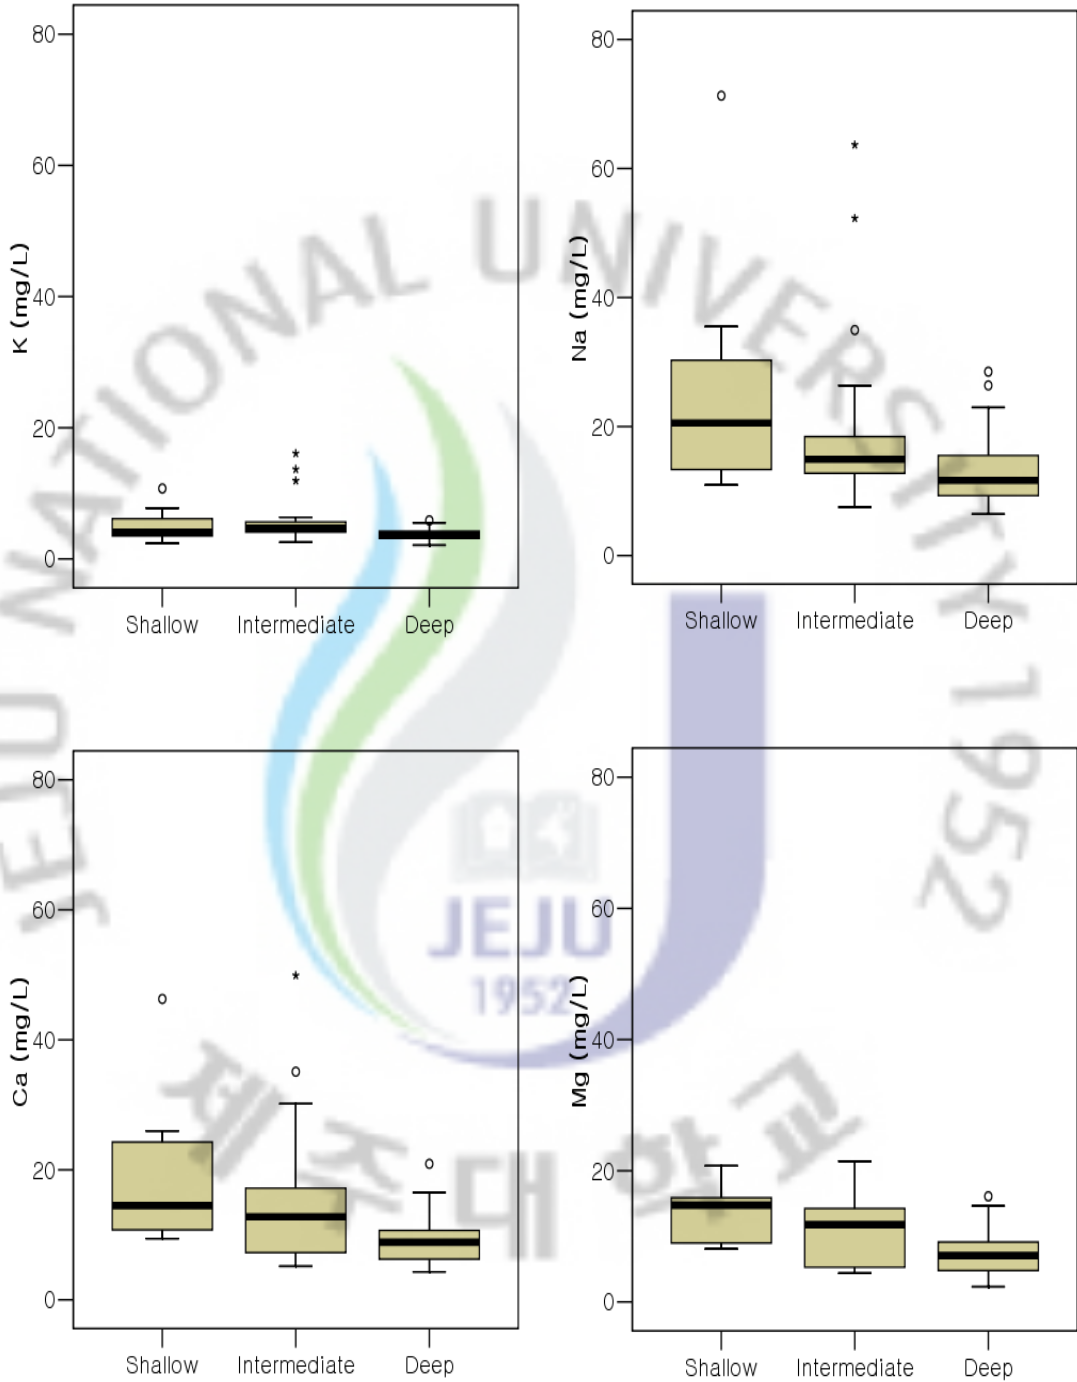 80
60
40
20
0
K (mg/L)
Shallow Intermediate Deep
80
60
40
20
0
Na (mg/L)
Shallow Intermediate Deep
80
60
40
20
0
Ca (mg/L)
Shallow Intermediate Deep
80
60
40
20
0
Mg (mg/L)
Shallow Intermediate Deep
JEJU NATIONAL UNIVERSITY 1952
JEJU
1952
제주대학교